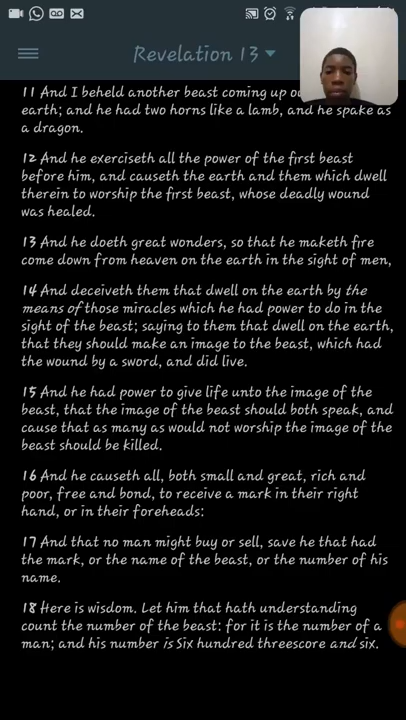 Revelation 13
11 And I beheld another beast coming up
earth; and he had two horns like a lamb, and he spake as
a dragon.
12 And he exerciseth all the power of the first beast
before him, and causeth the earth and them which dwell
therein to worship the first beast, whose deadly wound
was healed.
13 And he doeth great wonders, so that he maketh fire
come down from heaven on the earth in the sight of men,
14 And deceiveth them that dwell on the earth by the
means of those miracles which he had power to do in the
sight of the beast; saying to them that dwell on the earth,
that they should make an image to the beast, which had
the wound by a sword, and did live.
15 And he had power to give life unto the image of the
beast, that the image of the beast should both speak, and
cause that as many as would not worship the image of the
beast should be killed.
16 And he causeth all, both small and great, rich and
poor, free and bond, to receive a mark in their right
hand, or in their foreheads:
17 And that no man might buy or sell, save he that had
the mark, or the name of the beast, or the number of his
name.
18 Here is wisdom. Let him that hath understanding
count the number of the beast: for it is the number of a
man; and his number is Six hundred threescore and six.